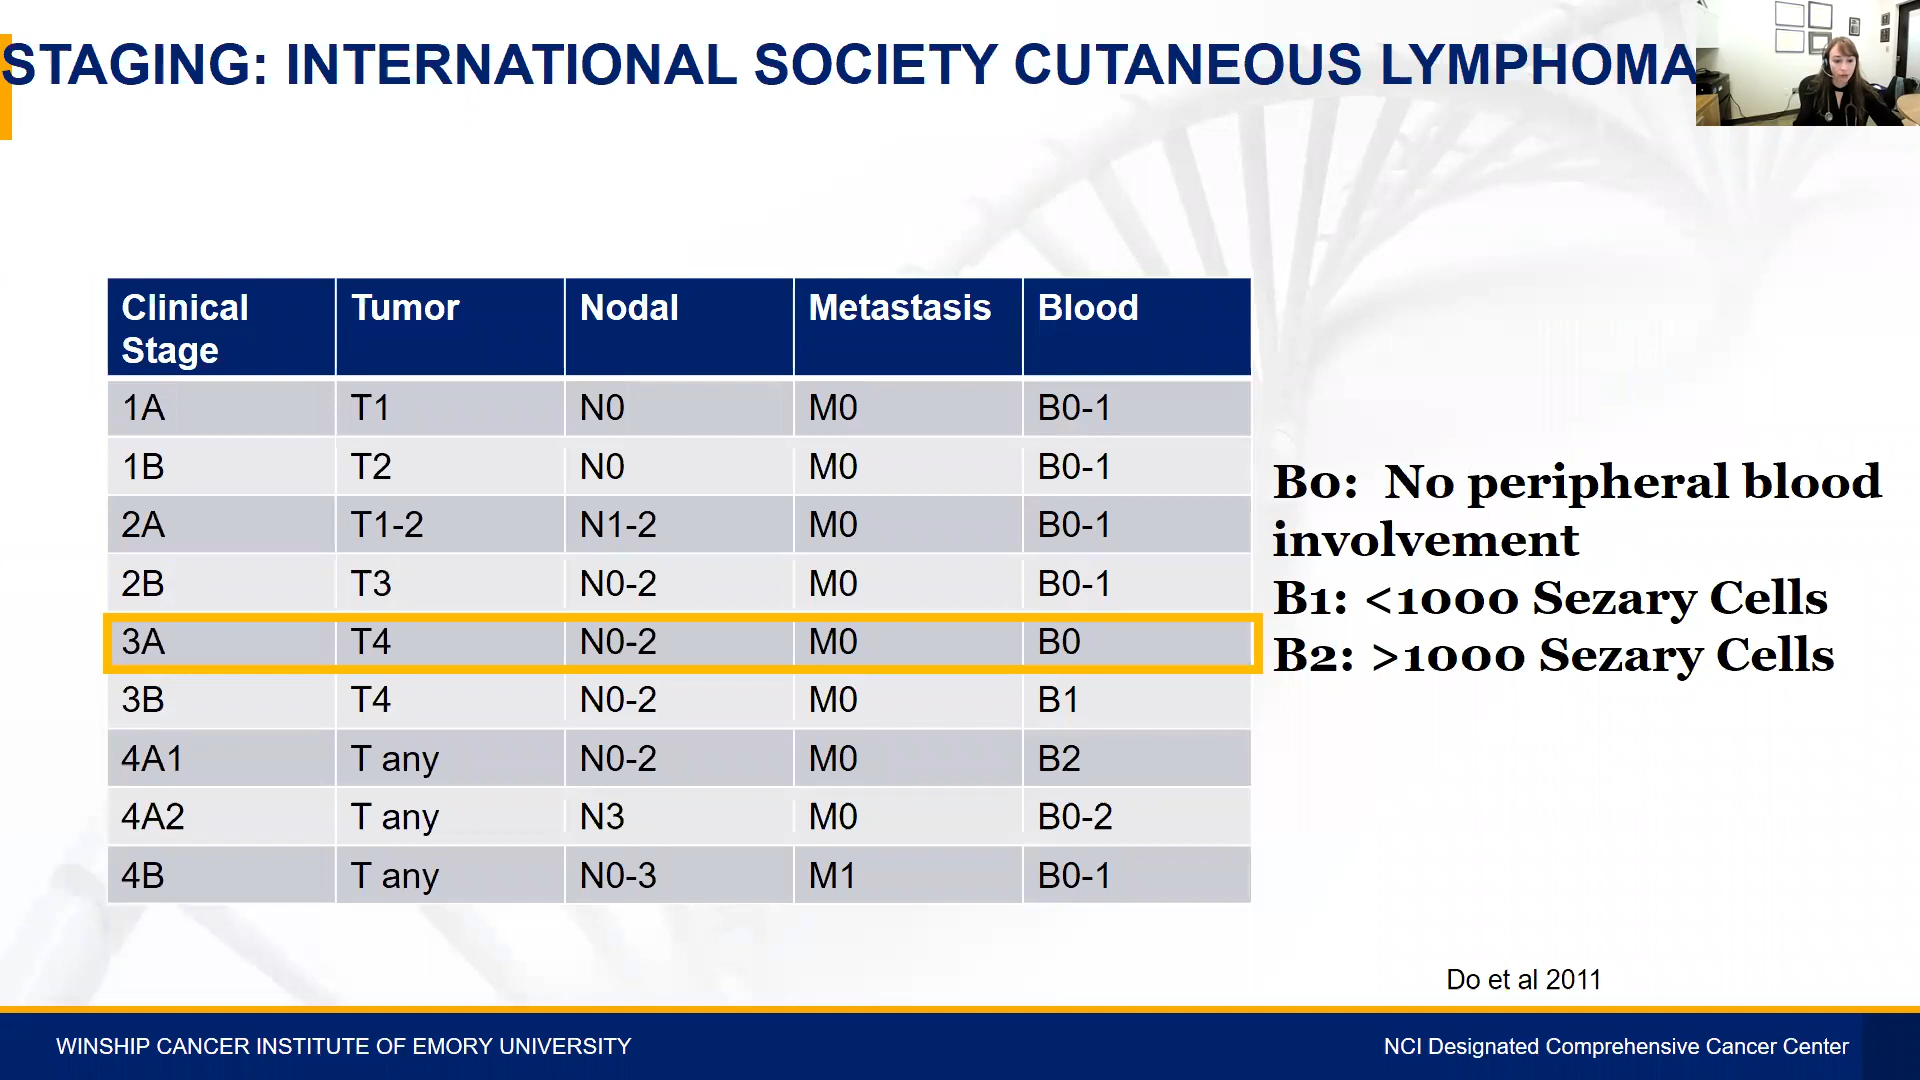 STAGING: INTERNATIONAL SOCIETY CUTANEOUS LYMPHOMA
Clinical Stage Tumor Nodal Metastasis Blood
1A T1 N0 M0 B0-1
1B T2 N0 M0 B0-1
2A T1-2 N1-2 M0 B0-1
2B T3 N0-2 M0 B0-1
3A T4 N0-2 M0 B0
3B T4 N0-2 M0 B1
4A1 T any N0-2 M0 B2
4A2 T any N3 M0 B0-2
4B T any N0-3 M1 B0-1
B0: No peripheral blood
involvement
B1: <1000 Sezary Cells
B2: >1000 Sezary Cells
Do et al 2011
WINSHIP CANCER INSTITUTE OF EMORY UNIVERSITY
NCI Designated Comprehensive Cancer Center